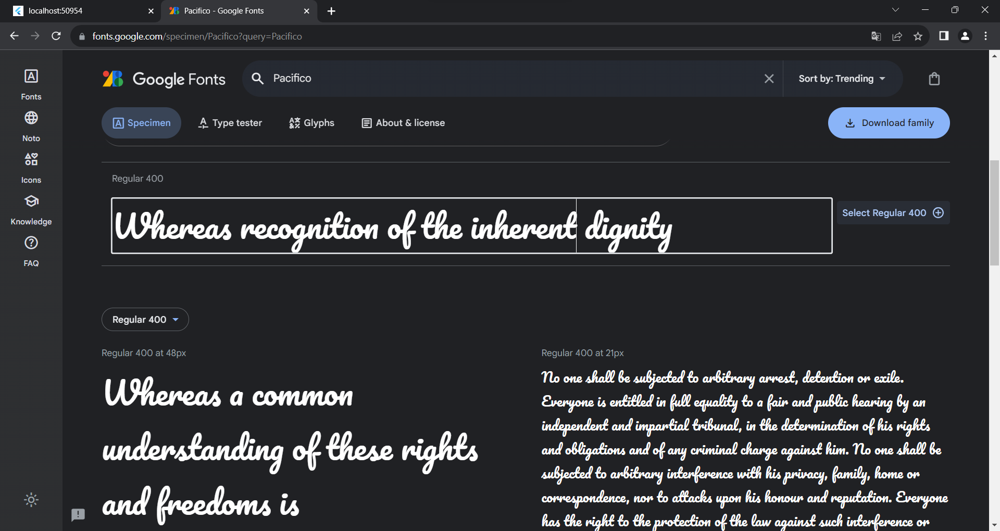 localhost:50954
Pacifico - Google Fonts
fonts.google.com/specimen/Pacifico?query=Pacifico
Fonts
Noto
Icons
Knowledge
FAQ
Google Fonts
Pacifico
Sort by: Trending
Specimen
Type tester
Glyphs
About & license
Download family
Regular 400
Whereas recognition of the inherent dignity
Select Regular 400
Regular 400
Regular 400 at 48px
Whereas a common
understanding of these rights
and freedoms is
Regular 400 at 21px
No one shall be subjected to arbitrary arrest, detention or exile.
Everyone is entitled in full equality to a fair and public hearing by an
independent and impartial tribunal, in the determination of his rights
and obligations and of any criminal charge against him. No one shall be
subjected to arbitrary interference with his privacy, family, home or
correspondence, nor to attacks upon his honour and reputation. Everyone
has the right to the protection of the law against such interference or